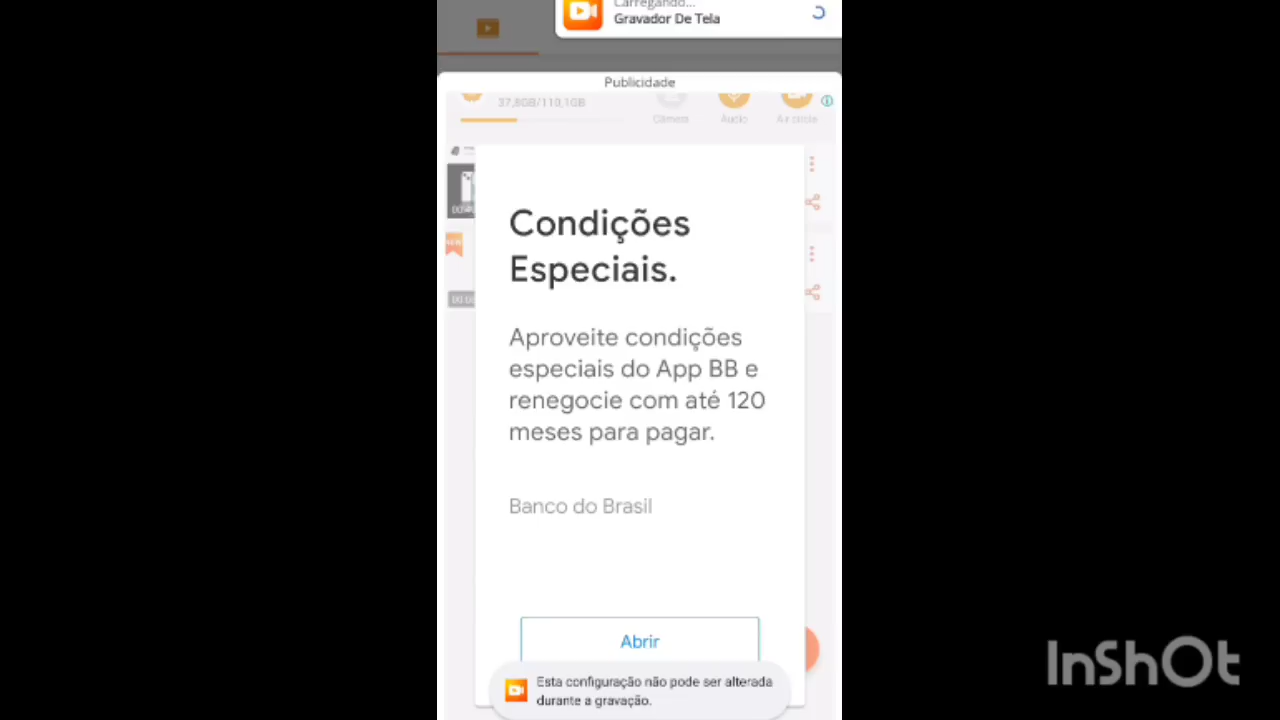 Carregando...
Gravador De Tela
Publicidade
37,8GB/110,1GB
Câmera
Áudio
Condições
Especiais.
Aproveite condições
especiais do App BB e
renegocie com até 120
meses para pagar.
Banco do Brasil
Abrir
Esta configuração não pode ser alterada
durante a gravação.
InShOt